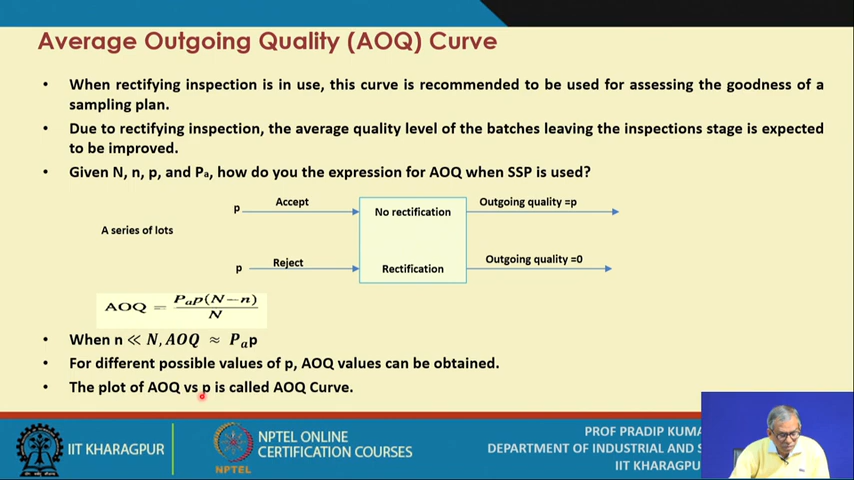 Average Outgoing Quality (AOQ) Curve
• When rectifying inspection is in use, this curve is recommended to be used for assessing the goodness of a
sampling plan.
• Due to rectifying inspection, the average quality level of the batches leaving the inspections stage is expected
to be improved.
• Given N, n, p, and Pa, how do you the expression for AOQ when SSP is used?
p Accept No rectification Outgoing quality =p
A series of lots
p Reject Rectification Outgoing quality =0
AOQ = Pap(N−n)/N
• When n ≪ N, AOQ ≈ Pap
• For different possible values of p, AOQ values can be obtained.
• The plot of AOQ vs p is called AOQ Curve.
IIT KHARAGPUR
NPTEL
NPTEL ONLINE
CERTIFICATION COURSES
PROF PRADIP
DEPARTMENT OF INDUSTRIAL AND
IIT KHARAGPUR